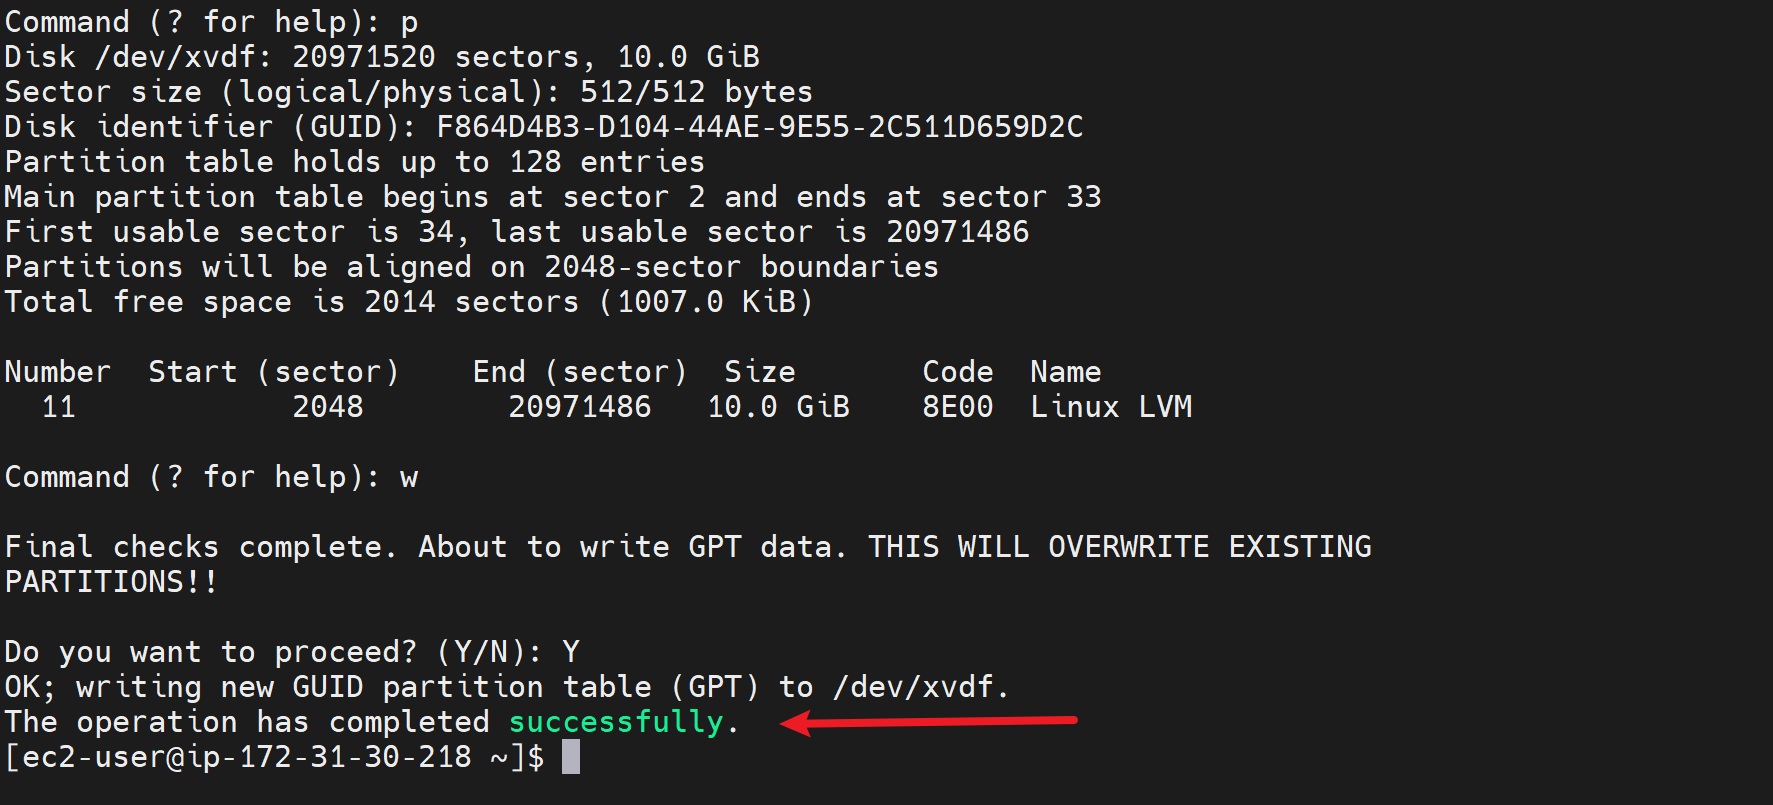 Command (? for help): p
Disk /dev/xvdf: 20971520 sectors, 10.0 GiB
Sector size (logical/physical): 512/512 bytes
Disk identifier (GUID): F864D4B3-D104-44AE-9E55-2C511D659D2C
Partition table holds up to 128 entries
Main partition table begins at sector 2 and ends at sector 33
First usable sector is 34, last usable sector is 20971486
Partitions will be aligned on 2048-sector boundaries
Total free space is 2014 sectors (1007.0 KiB)
Number  Start (sector)    End (sector)  Size       Code  Name
  11            2048        20971486   10.0 GiB    8E00  Linux LVM
Command (? for help): w
Final checks complete. About to write GPT data. THIS WILL OVERWRITE EXISTING
PARTITIONS!!
Do you want to proceed? (Y/N): Y
OK; writing new GUID partition table (GPT) to /dev/xvdf.
The operation has completed successfully.
[ec2-user@ip-172-31-30-218 ~]$